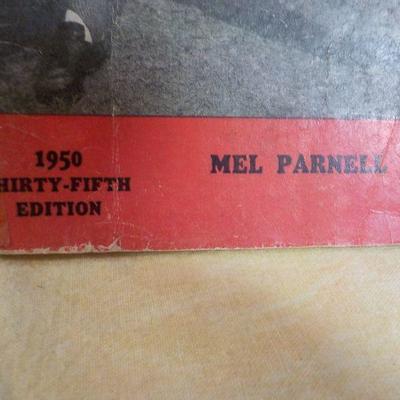 1950
HIRTY-FIFTH
EDITION
MEL PARNELL